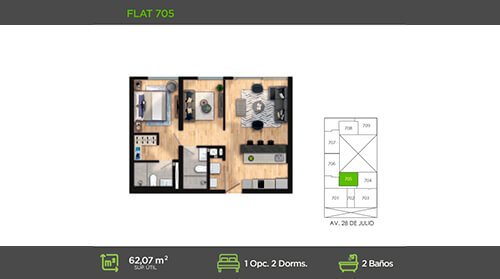 FLAT 705
708
709
707
706
705
704
701
702
703
AV. 28 DE JULIO
62,07 m²
SUP. ÚTIL
1 Opc. 2 Dorms.
2 Baños
m²